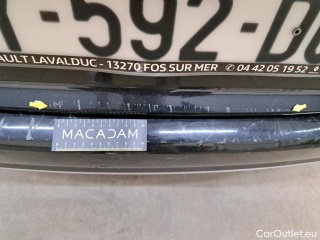 -592-D
AULT LAVALDUC - 13270 FOS SUR MER ✆ 04 42 05 19 52
MACADAM
CarOutlet.eu